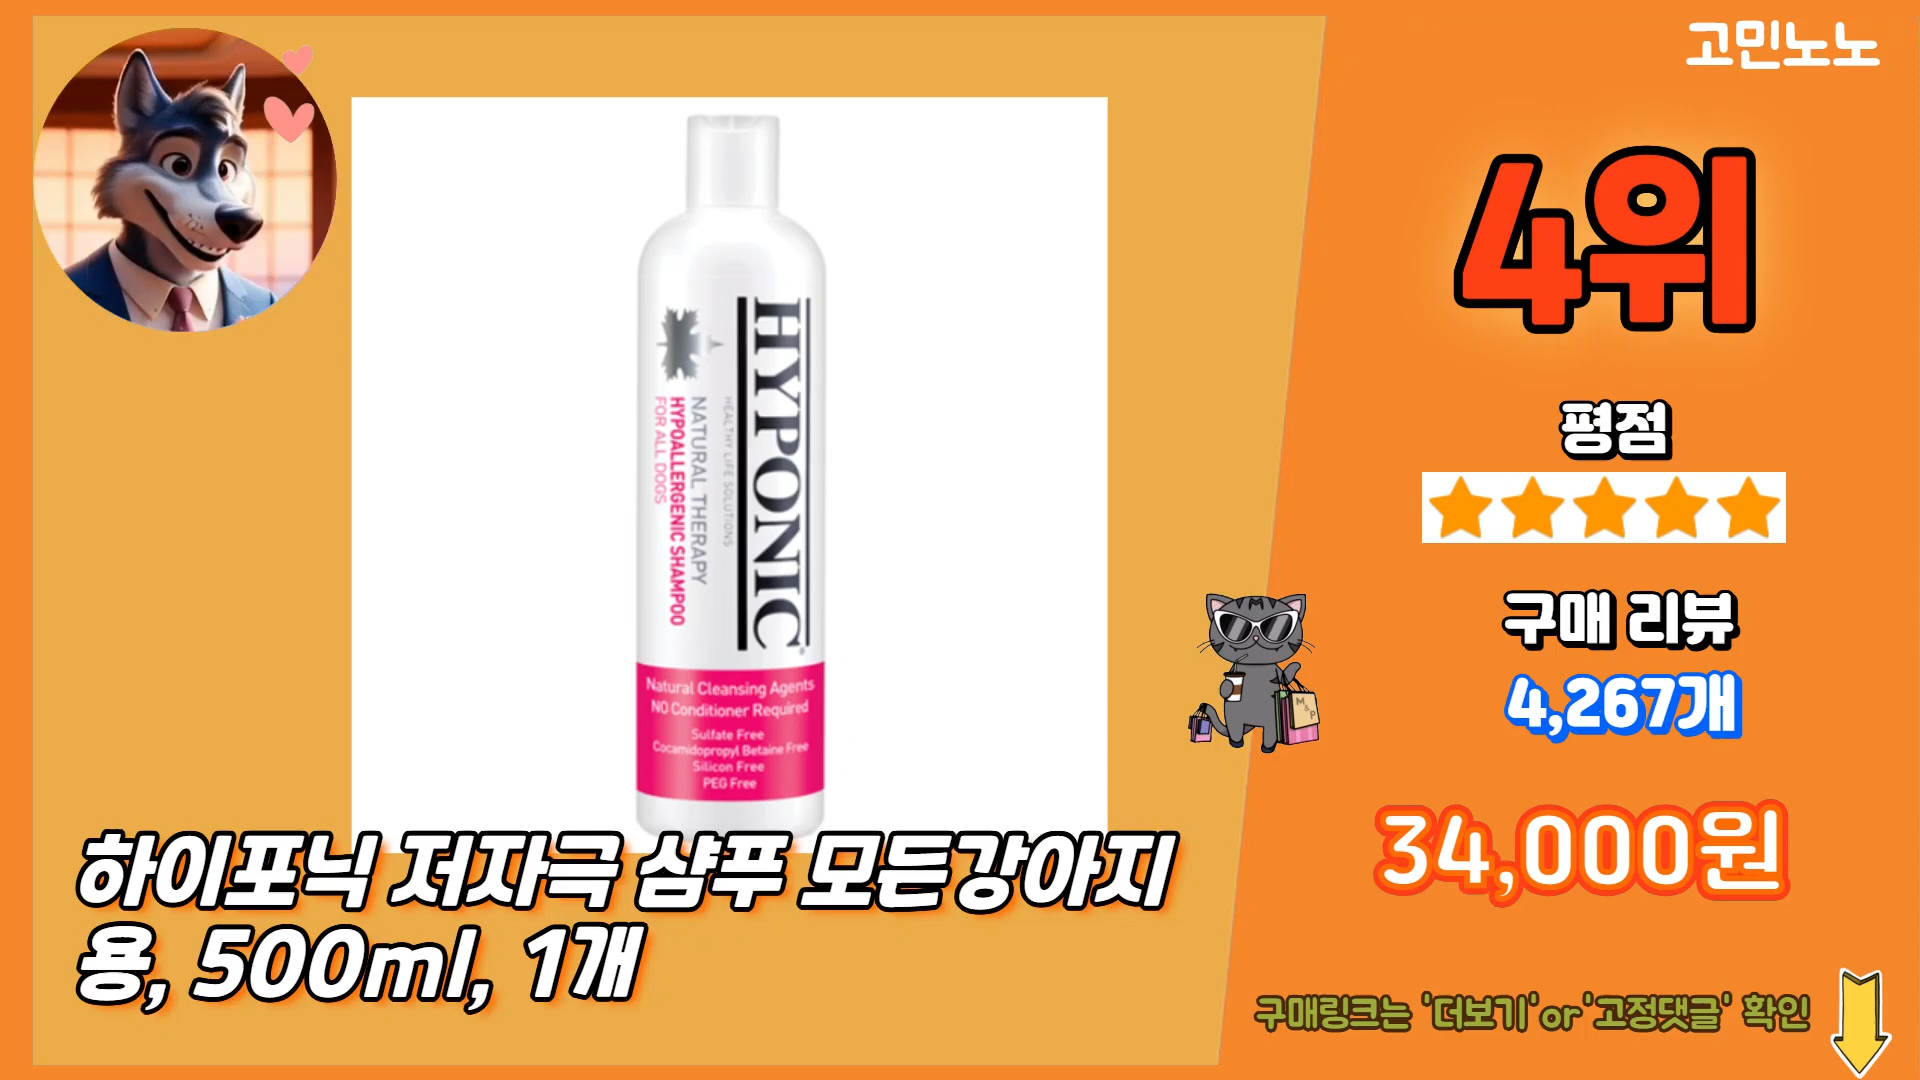 고민노노
4위
평점
구매 리뷰
4,267개
34,000원
HYPONIC
HEALTHY LIFE SOLUTIONS
NATURAL THERAPY
HYPOALLERGENIC SHAMPOO
FOR ALL DOGS
Natural Cleansing Agents
NO Conditioner Required
Sulfate Free
Cocamidopropyl Betaine Free
Silicon Free
PEG Free
M
&
P
하이포닉 저자극 샴푸 모든강아지
용, 500ml, 1개
구매링크는 '더보기' or '고정댓글' 확인